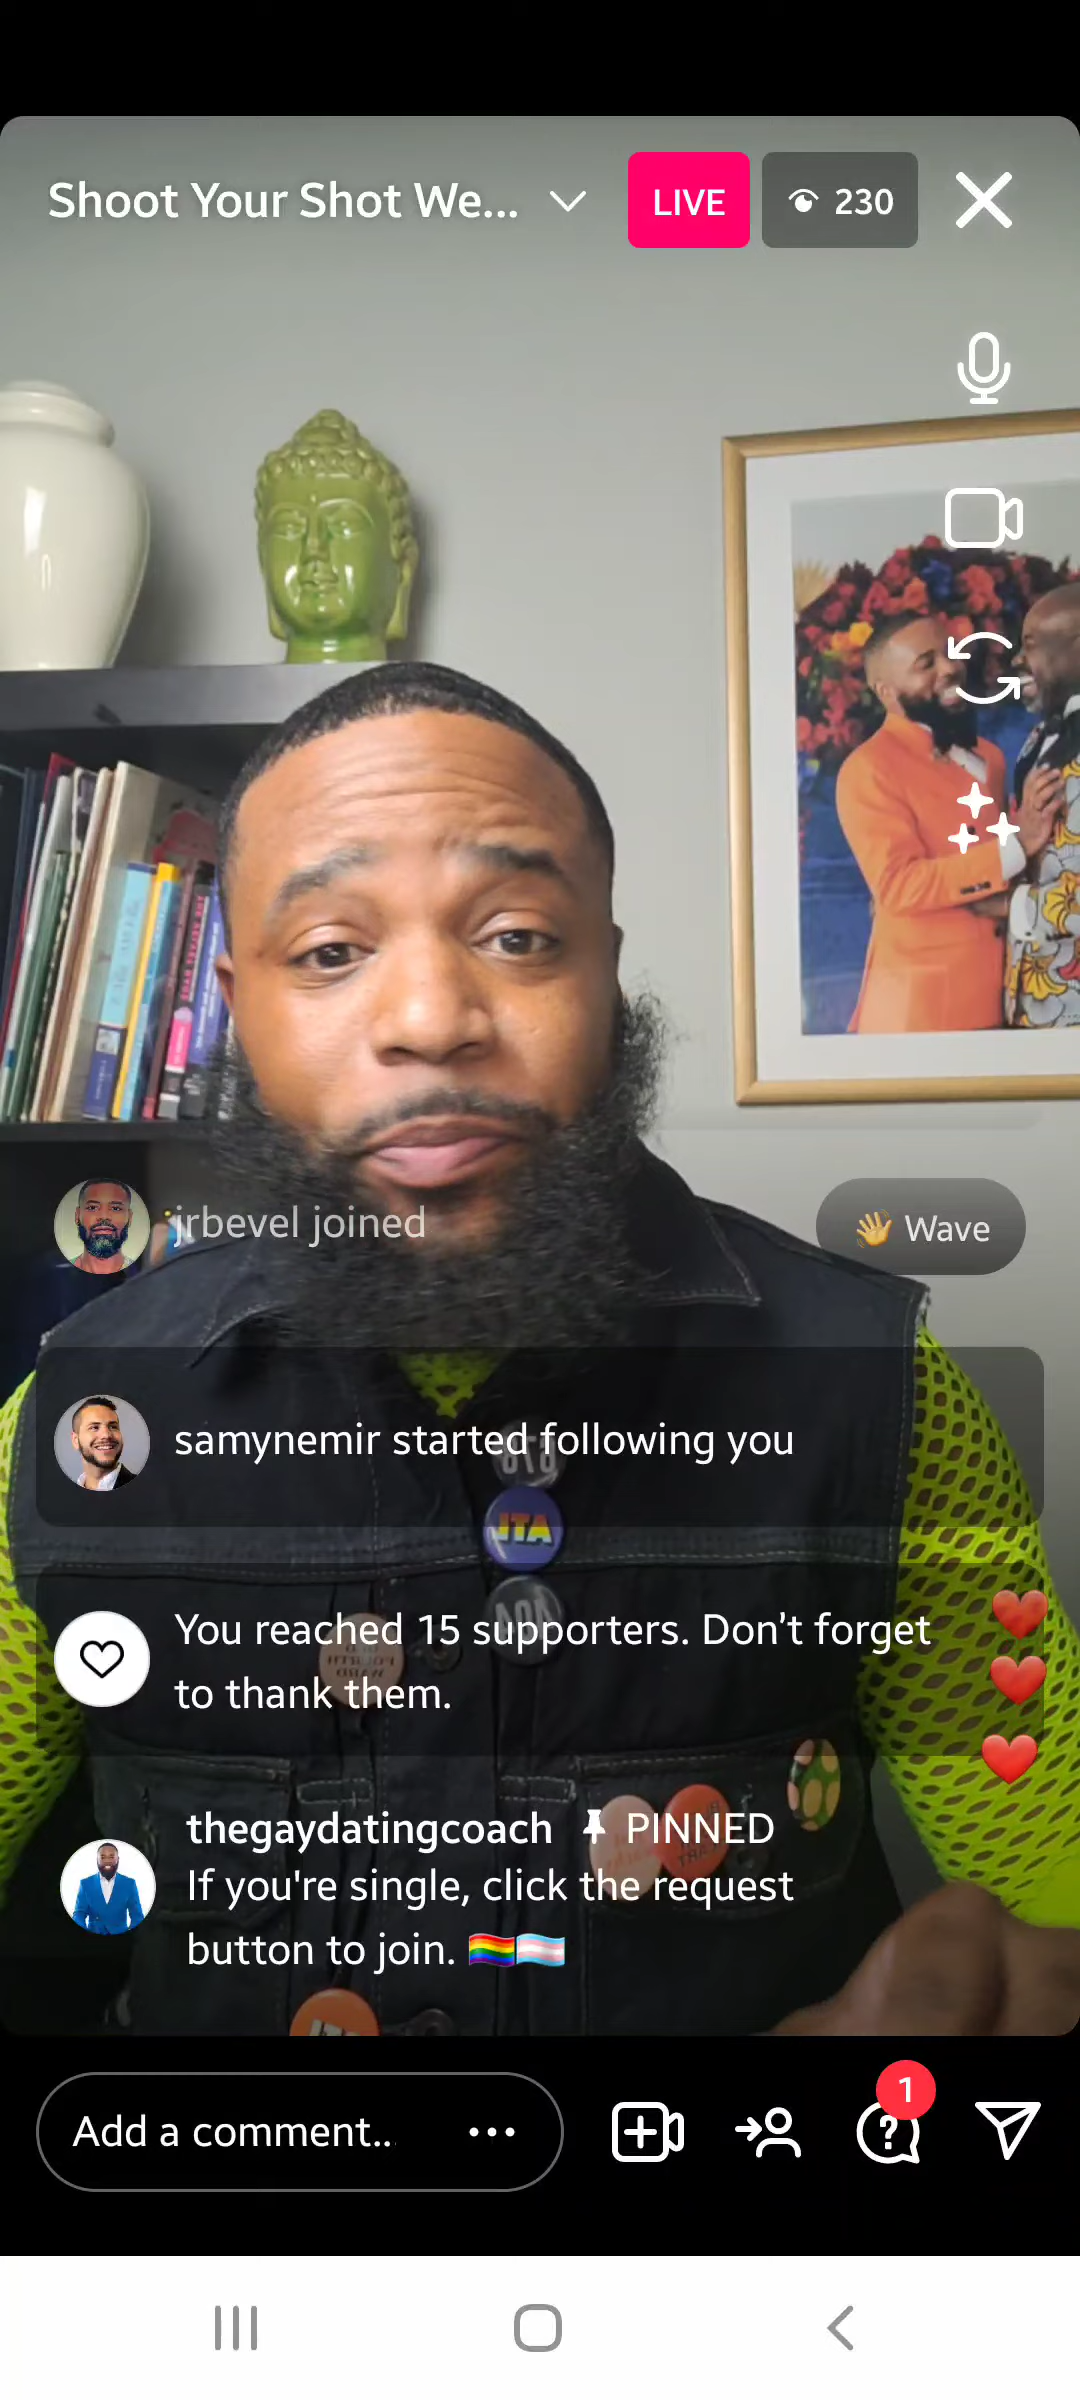 Shoot Your Shot We...
LIVE
230
jrbevel joined
👋 Wave
samynemir started following you
JTA
You reached 15 supporters. Don't forget
to thank them.
thegaydatingcoach PINNED
If you're single, click the request
button to join. 🏳️‍🌈🏳️‍⚧️
Add a comment...
1